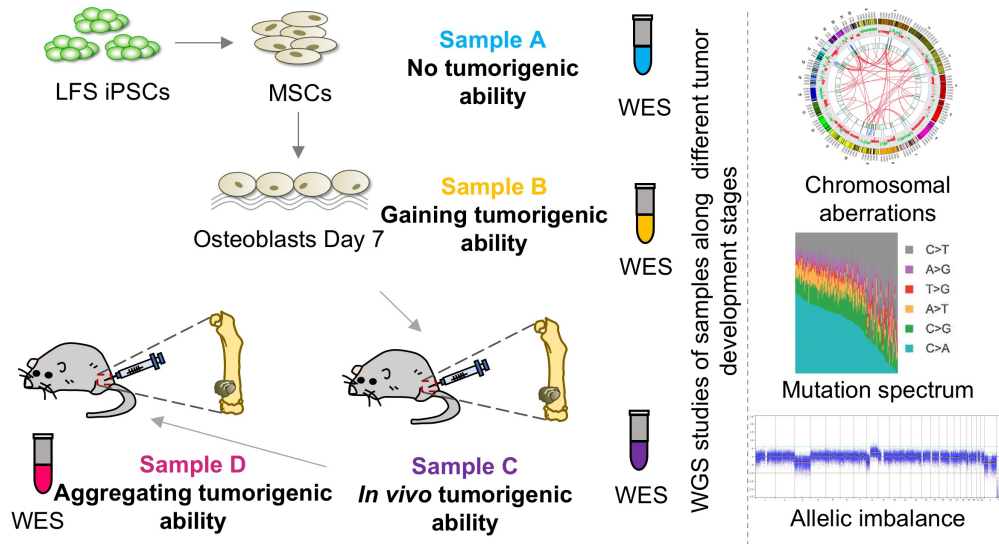 LFS iPSCs
MSCs
Sample A
No tumorigenic
ability
WES
Osteoblasts Day 7
Sample B
Gaining tumorigenic
ability
WES
Sample D
Aggregating tumorigenic
ability
WES
Sample C
In vivo tumorigenic
ability
WES
WGS studies of samples along different tumor
development stages
Chromosomal
aberrations
C>T
A>G
T>G
A>T
C>G
C>A
Mutation spectrum
Allelic imbalance